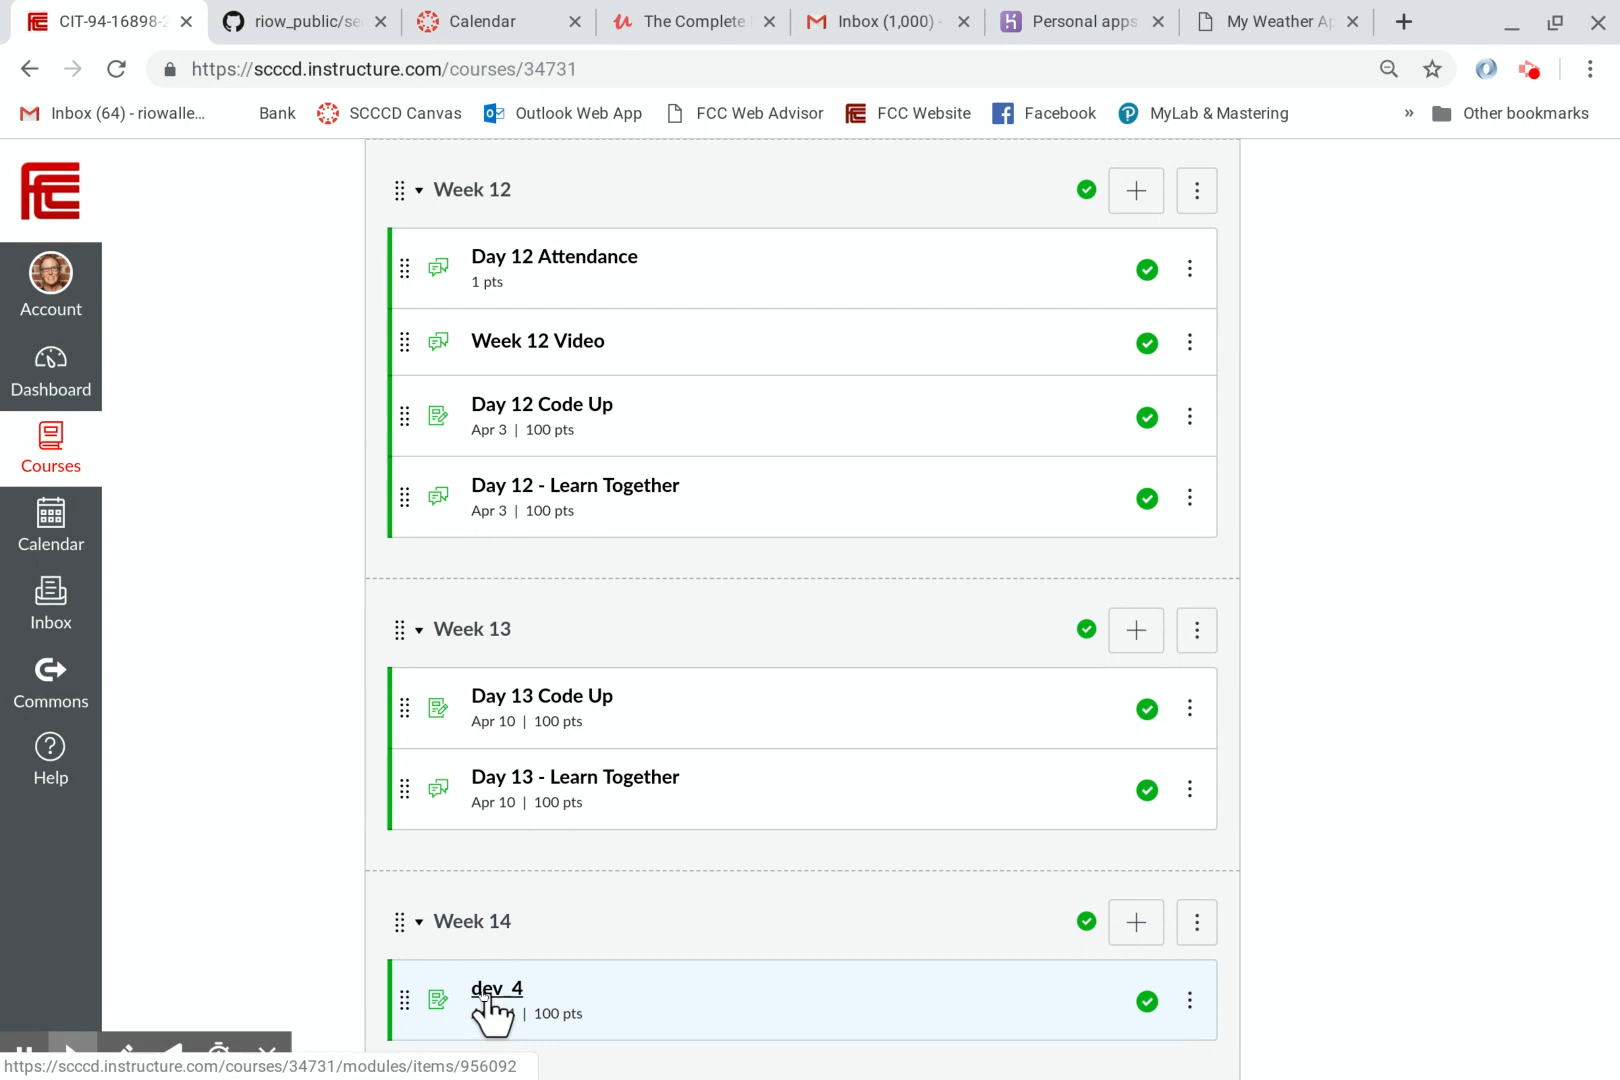 CIT-94-16898-2
riow_public/se
Calendar
The Complete
Inbox (1,000) -
Personal apps
My Weather Ap
https://scccd.instructure.com/courses/34731
Inbox (64) - riowalle...
Bank
SCCCD Canvas
Outlook Web App
FCC Web Advisor
FCC Website
Facebook
MyLab & Mastering
»
Other bookmarks
Account
Dashboard
Courses
Calendar
Inbox
Commons
Help
Week 12
Day 12 Attendance
1 pts
Week 12 Video
Day 12 Code Up
Apr 3 | 100 pts
Day 12 - Learn Together
Apr 3 | 100 pts
Week 13
Day 13 Code Up
Apr 10 | 100 pts
Day 13 - Learn Together
Apr 10 | 100 pts
Week 14
dev_4
| 100 pts
https://scccd.instructure.com/courses/34731/modules/items/956092